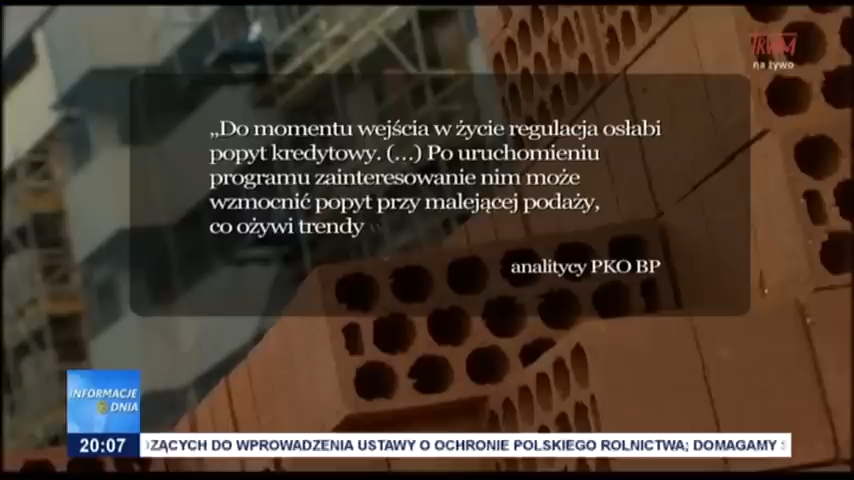 TRWAM
na żywo
„Do momentu wejścia w życie regulacja osłabi
popyt kredytowy. (...) Po uruchomieniu
programu zainteresowanie nim może
wzmocnić popyt przy malejącej podaży,
co ożywi trendy
analitycy PKO BP
INFORMACJE
DNIA
20:07
ZĄCYCH DO WPROWADZENIA USTAWY O OCHRONIE POLSKIEGO ROLNICTWA; DOMAGAMY